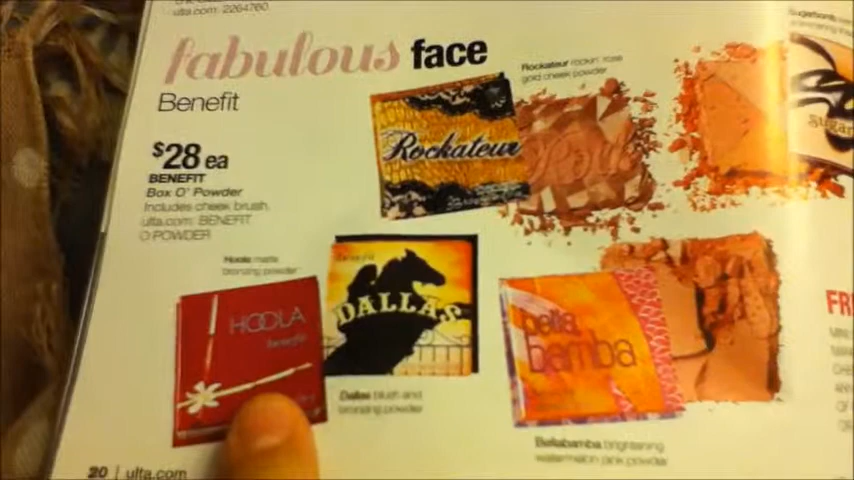 ulta.com 2264760
fabulous face
Benefit
$28 ea
BENEFIT
Box O' Powder
Includes cheek brush.
ulta.com: BENEFIT
O POWDER
Rockateur rockin' rose
gold cheek powder
Rockateur
Sugar
Hoola matte
bronzing powder
HOOLA
benefit
DALLAS
Dallas blush and
bronzing powder
bella
bamba
Bellabamba brightening
watermelon pink powder
20 | ulta.com